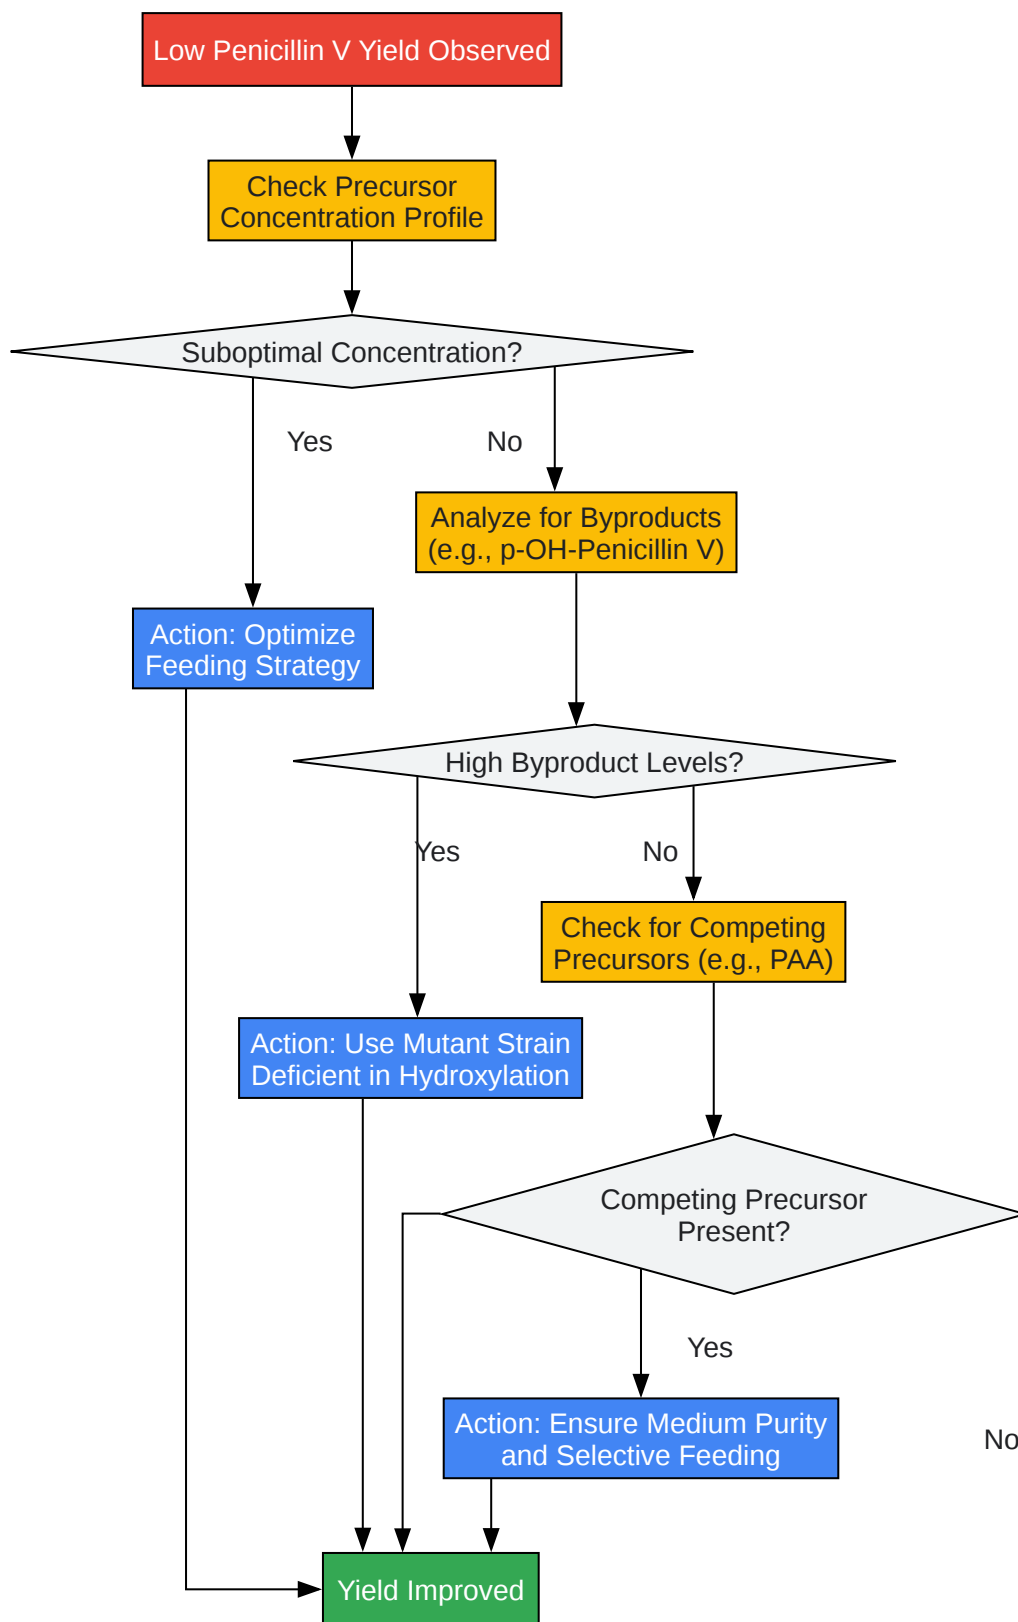 Low Penicillin V Yield Observed
Check Precursor
Concentration Profile
Suboptimal Concentration?
Yes
No
Analyze for Byproducts
(e.g., p-OH-Penicillin V)
Action: Optimize
Feeding Strategy
High Byproduct Levels?
Yes
No
Check for Competing
Precursors (e.g., PAA)
Action: Use Mutant Strain
Deficient in Hydroxylation
Competing Precursor
Present?
Yes
Action: Ensure Medium Purity
and Selective Feeding
No
Yield Improved